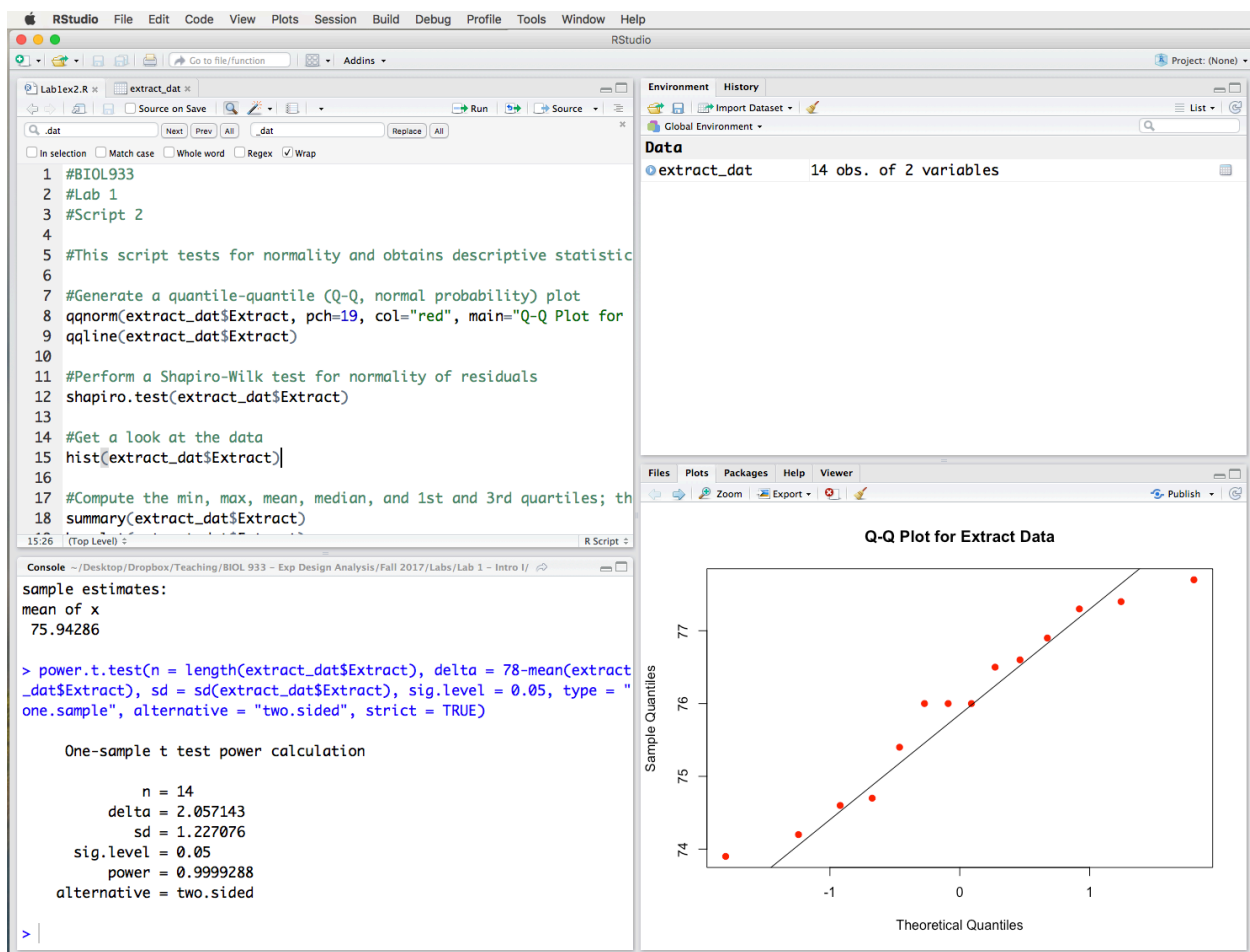 RStudio File Edit Code View Plots Session Build Debug Profile Tools Window Help
RStudio
Go to file/function Addins Project: (None)
Lab1ex2.R × extract_dat ×
Source on Save Run Source
.dat Next Prev All _dat Replace All ×
In selection Match case Whole word Regex Wrap
1 #BIOL933
2 #Lab 1
3 #Script 2
4
5 #This script tests for normality and obtains descriptive statistic
6
7 #Generate a quantile-quantile (Q-Q, normal probability) plot
8 qqnorm(extract_dat$Extract, pch=19, col="red", main="Q-Q Plot for
9 qqline(extract_dat$Extract)
10
11 #Perform a Shapiro-Wilk test for normality of residuals
12 shapiro.test(extract_dat$Extract)
13
14 #Get a look at the data
15 hist(extract_dat$Extract)
16
17 #Compute the min, max, mean, median, and 1st and 3rd quartiles; th
18 summary(extract_dat$Extract)
15:26 (Top Level) R Script
Console ~/Desktop/Dropbox/Teaching/BIOL 933 – Exp Design Analysis/Fall 2017/Labs/Lab 1 – Intro I/
sample estimates:
mean of x
75.94286
> power.t.test(n = length(extract_dat$Extract), delta = 78-mean(extract
_dat$Extract), sd = sd(extract_dat$Extract), sig.level = 0.05, type = "
one.sample", alternative = "two.sided", strict = TRUE)
One-sample t test power calculation
n = 14
delta = 2.057143
sd = 1.227076
sig.level = 0.05
power = 0.9999288
alternative = two.sided
>
Environment History
Import Dataset List
Global Environment
Data
extract_dat 14 obs. of 2 variables
Files Plots Packages Help Viewer
Zoom Export Publish
Q-Q Plot for Extract Data
Sample Quantiles
77
76
75
74
-1 0 1
Theoretical Quantiles